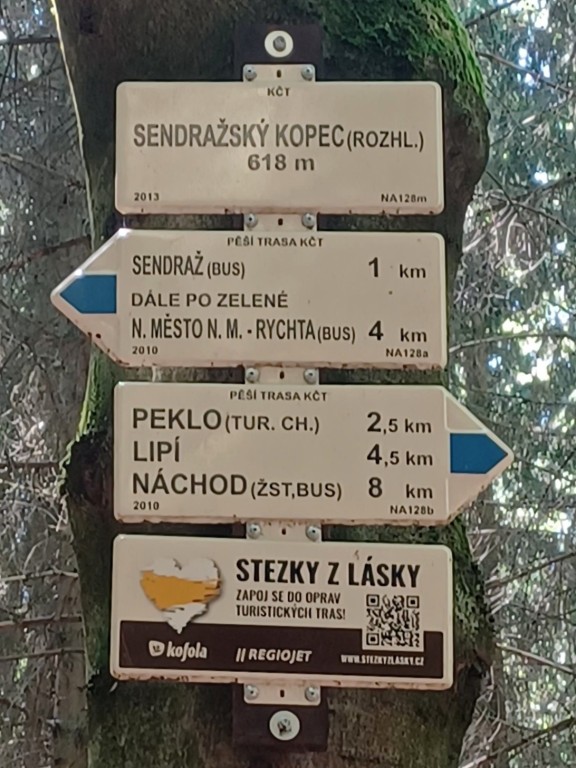 KČT
SENDRAŽSKÝ KOPEC (ROZHL.)
618 m
2013 NA128m
PĚŠÍ TRASA KČT
SENDRAŽ (BUS) 1 km
DÁLE PO ZELENÉ
N. MĚSTO N. M. - RYCHTA (BUS) 4 km
2010 NA128a
PĚŠÍ TRASA KČT
PEKLO (TUR. CH.) 2,5 km
LIPÍ 4,5 km
NÁCHOD (ŽST,BUS) 8 km
2010 NA128b
STEZKY Z LÁSKY
ZAPOJ SE DO OPRAV
TURISTICKÝCH TRAS!
kofola REGIOJET WWW.STEZKYZLASKY.CZ